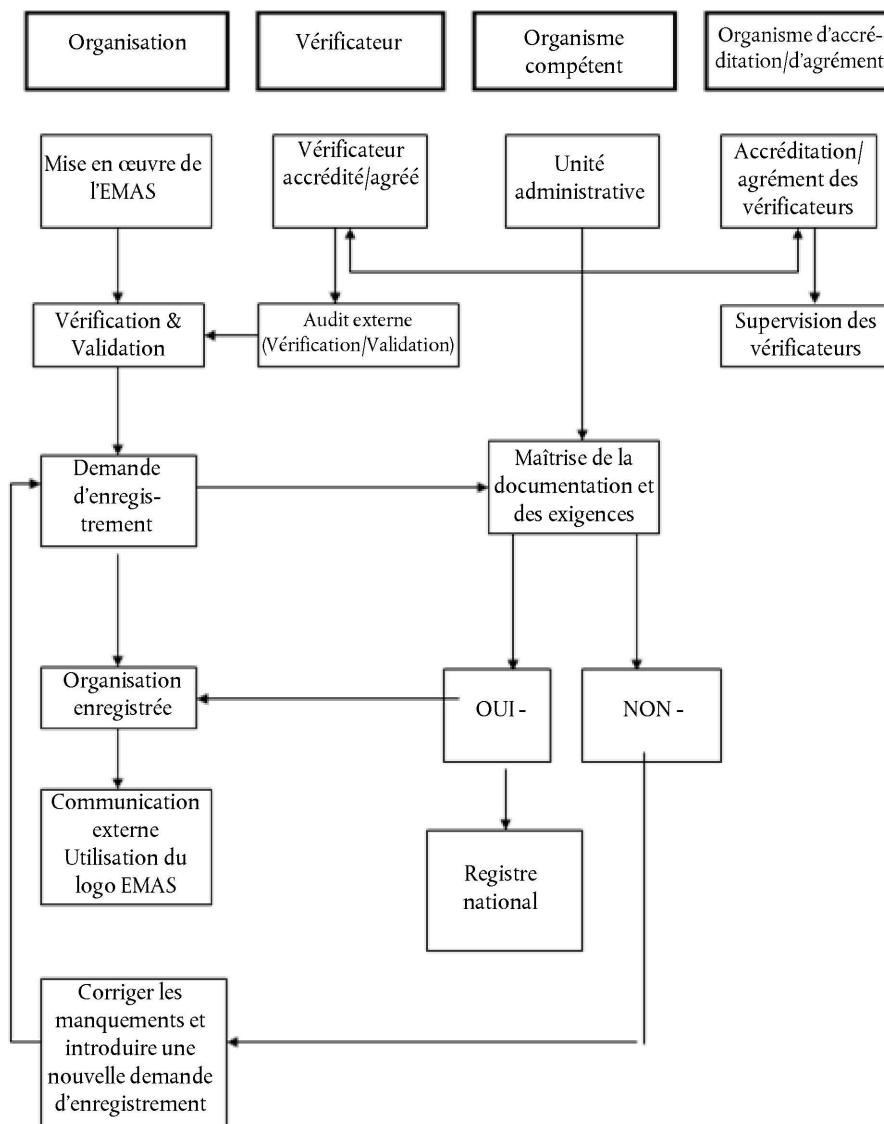 Organisation
Vérificateur
Organisme
compétent
Organisme d'accré-
ditation/d'agrément
Mise en œuvre de
l'EMAS
Vérificateur
accrédité/agréé
Unité
administrative
Accréditation/
agrément des
vérificateurs
Vérification &
Validation
Audit externe
(Vérification/Validation)
Supervision des
vérificateurs
Demande
d'enregis-
trement
Maîtrise de la
documentation et
des exigences
Organisation
enregistrée
OUI -
NON -
Communication
externe
Utilisation du
logo EMAS
Registre
national
Corriger les
manquements et
introduire une
nouvelle demande
d'enregistrement